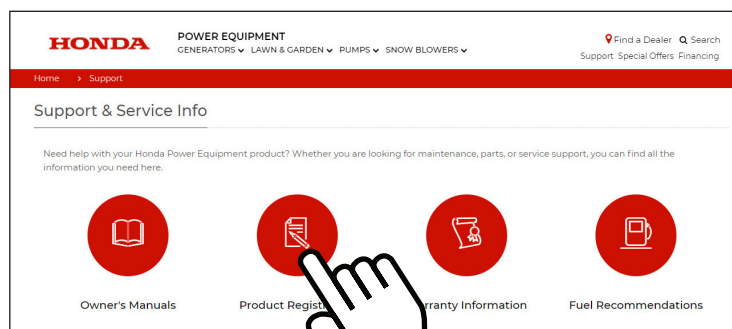 HONDA
POWER EQUIPMENT
GENERATORS LAWN & GARDEN PUMPS SNOW BLOWERS
Find a Dealer Search
Support Special Offers Financing
Home > Support
Support & Service Info
Need help with your Honda Power Equipment product? Whether you are looking for maintenance, parts, or service support, you can find all the
information you need here.
Owner's Manuals
Product
Information
Fuel Recommendations